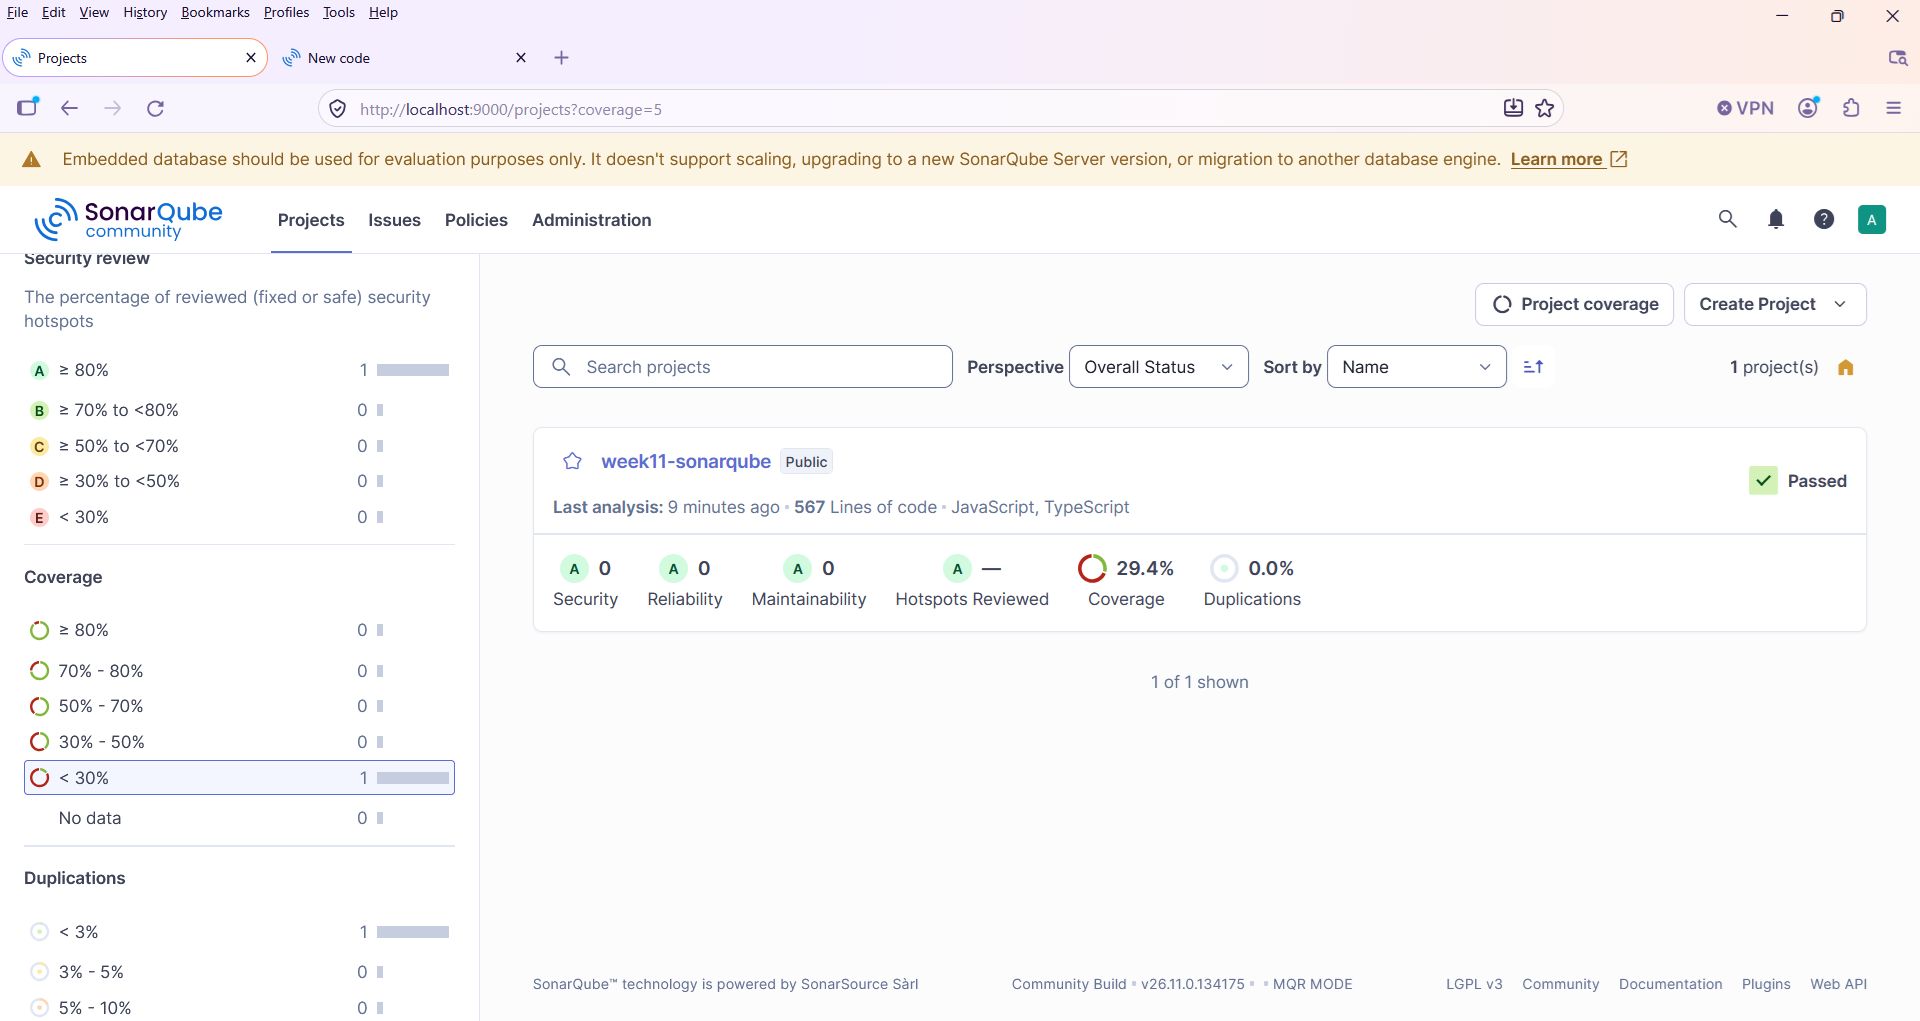 File Edit View History Bookmarks Profiles Tools Help
Projects
New code
http://localhost:9000/projects?coverage=5
VPN
Embedded database should be used for evaluation purposes only. It doesn't support scaling, upgrading to a new SonarQube Server version, or migration to another database engine. Learn more
SonarQube community
Projects Issues Policies Administration
A
Security review
The percentage of reviewed (fixed or safe) security
hotspots
A ≥ 80% 1
B ≥ 70% to <80% 0
C ≥ 50% to <70% 0
D ≥ 30% to <50% 0
E < 30% 0
Coverage
≥ 80% 0
70% - 80% 0
50% - 70% 0
30% - 50% 0
< 30% 1
No data 0
Duplications
< 3% 1
3% - 5% 0
5% - 10% 0
Project coverage
Create Project
Search projects
Perspective Overall Status
Sort by Name
1 project(s)
week11-sonarqube Public
Passed
Last analysis: 9 minutes ago • 567 Lines of code • JavaScript, TypeScript
A 0 A 0 A 0 A — 29.4% 0.0%
Security Reliability Maintainability Hotspots Reviewed Coverage Duplications
1 of 1 shown
SonarQube™ technology is powered by SonarSource Sàrl
Community Build • v26.11.0.134175 • • MQR MODE
LGPL v3 Community Documentation Plugins Web API